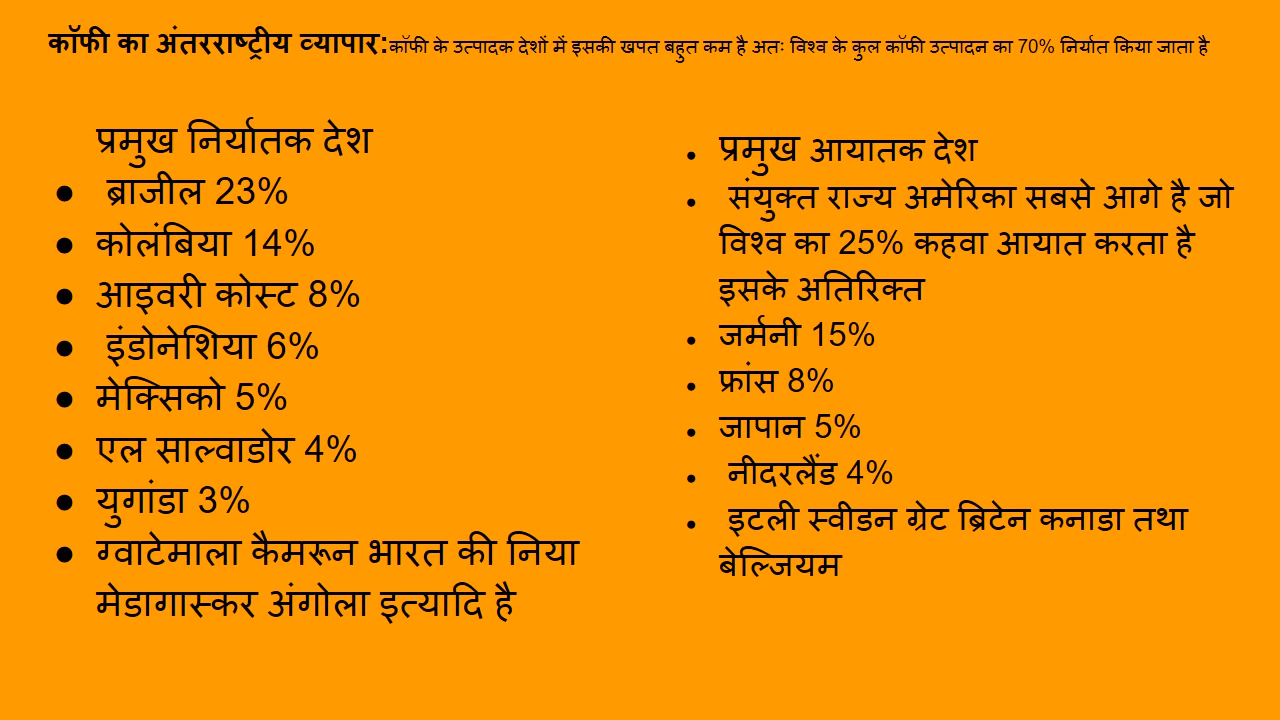 कॉफी का अंतरराष्ट्रीय व्यापार:कॉफी के उत्पादक देशों में इसकी खपत बहुत कम है अतः विश्व के कुल कॉफी उत्पादन का 70% निर्यात किया जाता है
प्रमुख निर्यातक देश
● ब्राजील 23%
● कोलंबिया 14%
● आइवरी कोस्ट 8%
● इंडोनेशिया 6%
● मेक्सिको 5%
● एल साल्वाडोर 4%
● युगांडा 3%
● ग्वाटेमाला कैमरून भारत की निया
मेडागास्कर अंगोला इत्यादि है
• प्रमुख आयातक देश
• संयुक्त राज्य अमेरिका सबसे आगे है जो
विश्व का 25% कहवा आयात करता है
इसके अतिरिक्त
• जर्मनी 15%
• फ्रांस 8%
• जापान 5%
• नीदरलैंड 4%
• इटली स्वीडन ग्रेट ब्रिटेन कनाडा तथा
बेल्जियम